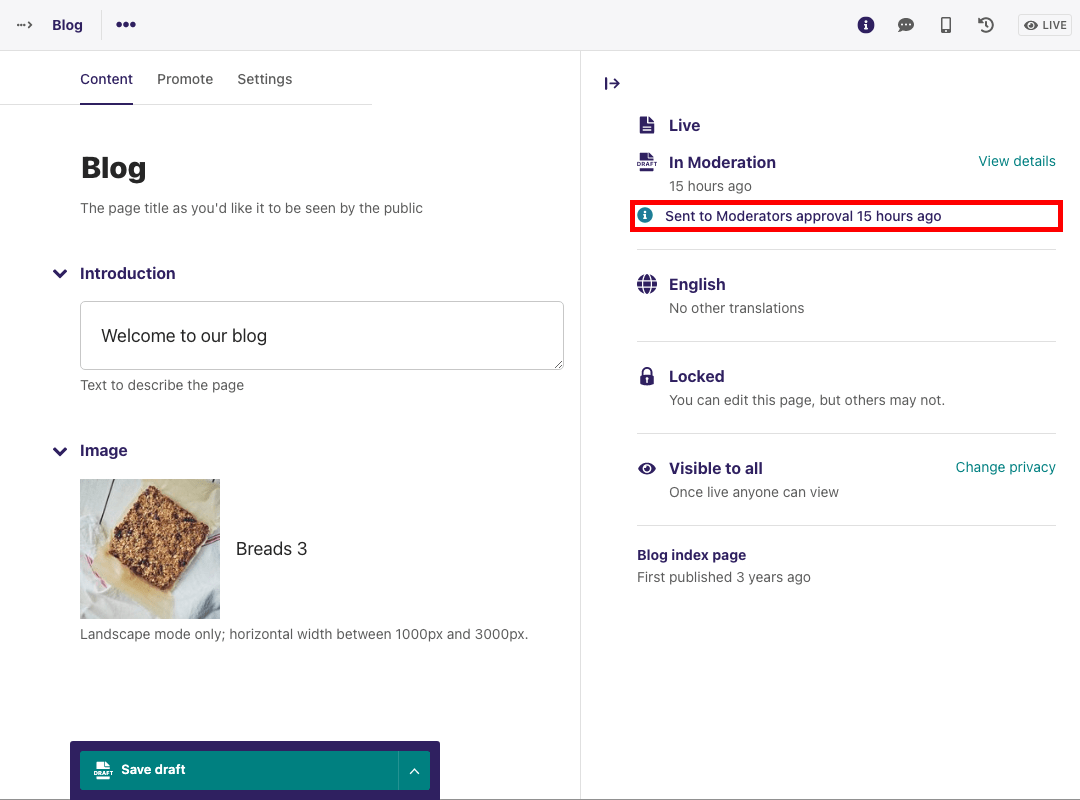 Blog
LIVE
Content Promote Settings
Blog
The page title as you'd like it to be seen by the public
Introduction
Welcome to our blog
Text to describe the page
Image
Breads 3
Landscape mode only; horizontal width between 1000px and 3000px.
DRAFT Save draft
Live
DRAFT In Moderation View details
15 hours ago
Sent to Moderators approval 15 hours ago
English
No other translations
Locked
You can edit this page, but others may not.
Visible to all Change privacy
Once live anyone can view
Blog index page
First published 3 years ago